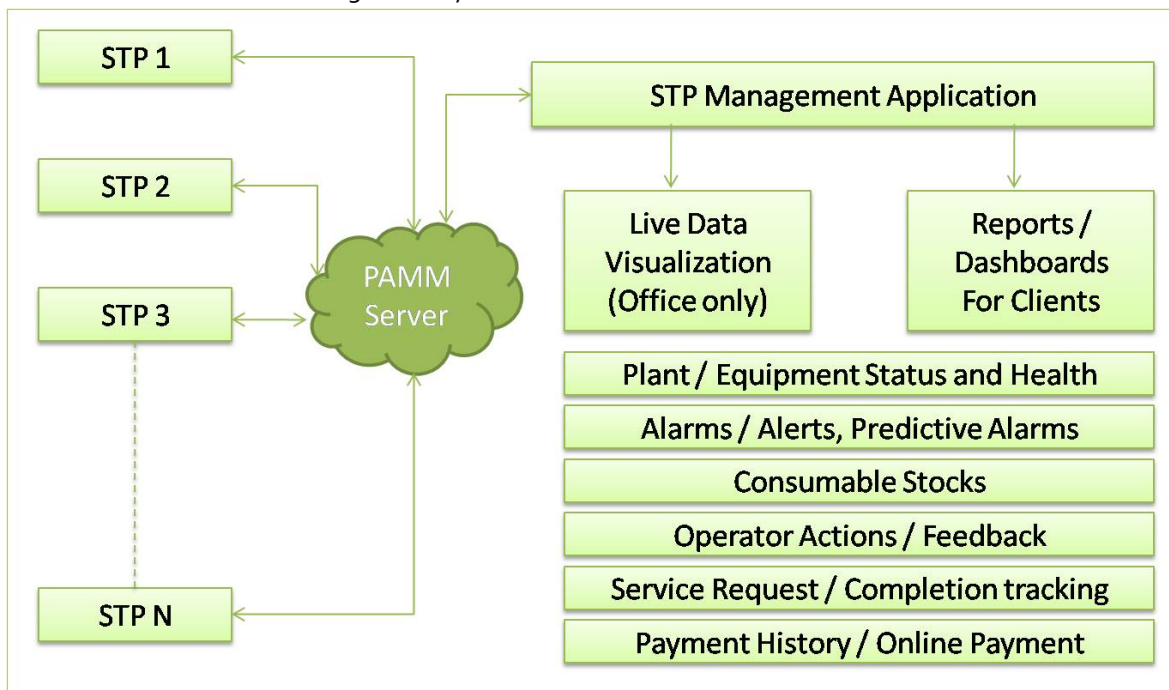 STP 1
STP 2
STP 3
STP N
PAMM
Server
STP Management Application
Live Data
Visualization
(Office only)
Reports /
Dashboards
For Clients
Plant / Equipment Status and Health
Alarms / Alerts, Predictive Alarms
Consumable Stocks
Operator Actions / Feedback
Service Request / Completion tracking
Payment History / Online Payment